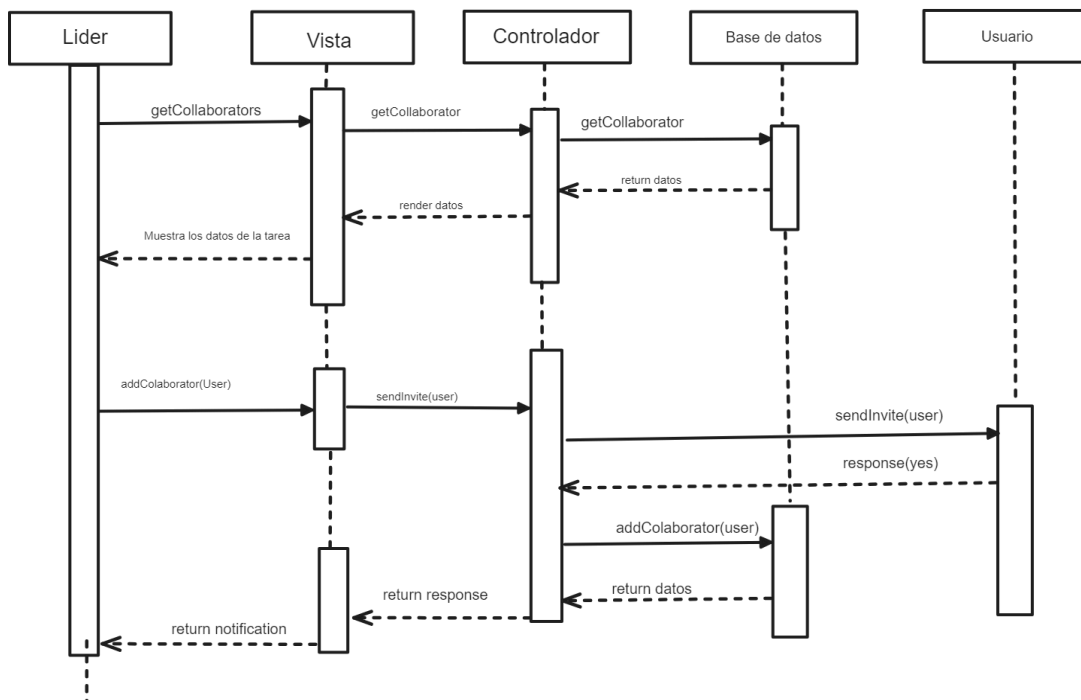 Lider
Vista
Controlador
Base de datos
Usuario
getCollaborators
getCollaborator
getCollaborator
return datos
render datos
Muestra los datos de la tarea
addColaborator(User)
sendInvite(user)
sendInvite(user)
response(yes)
addColaborator(user)
return datos
return response
return notification